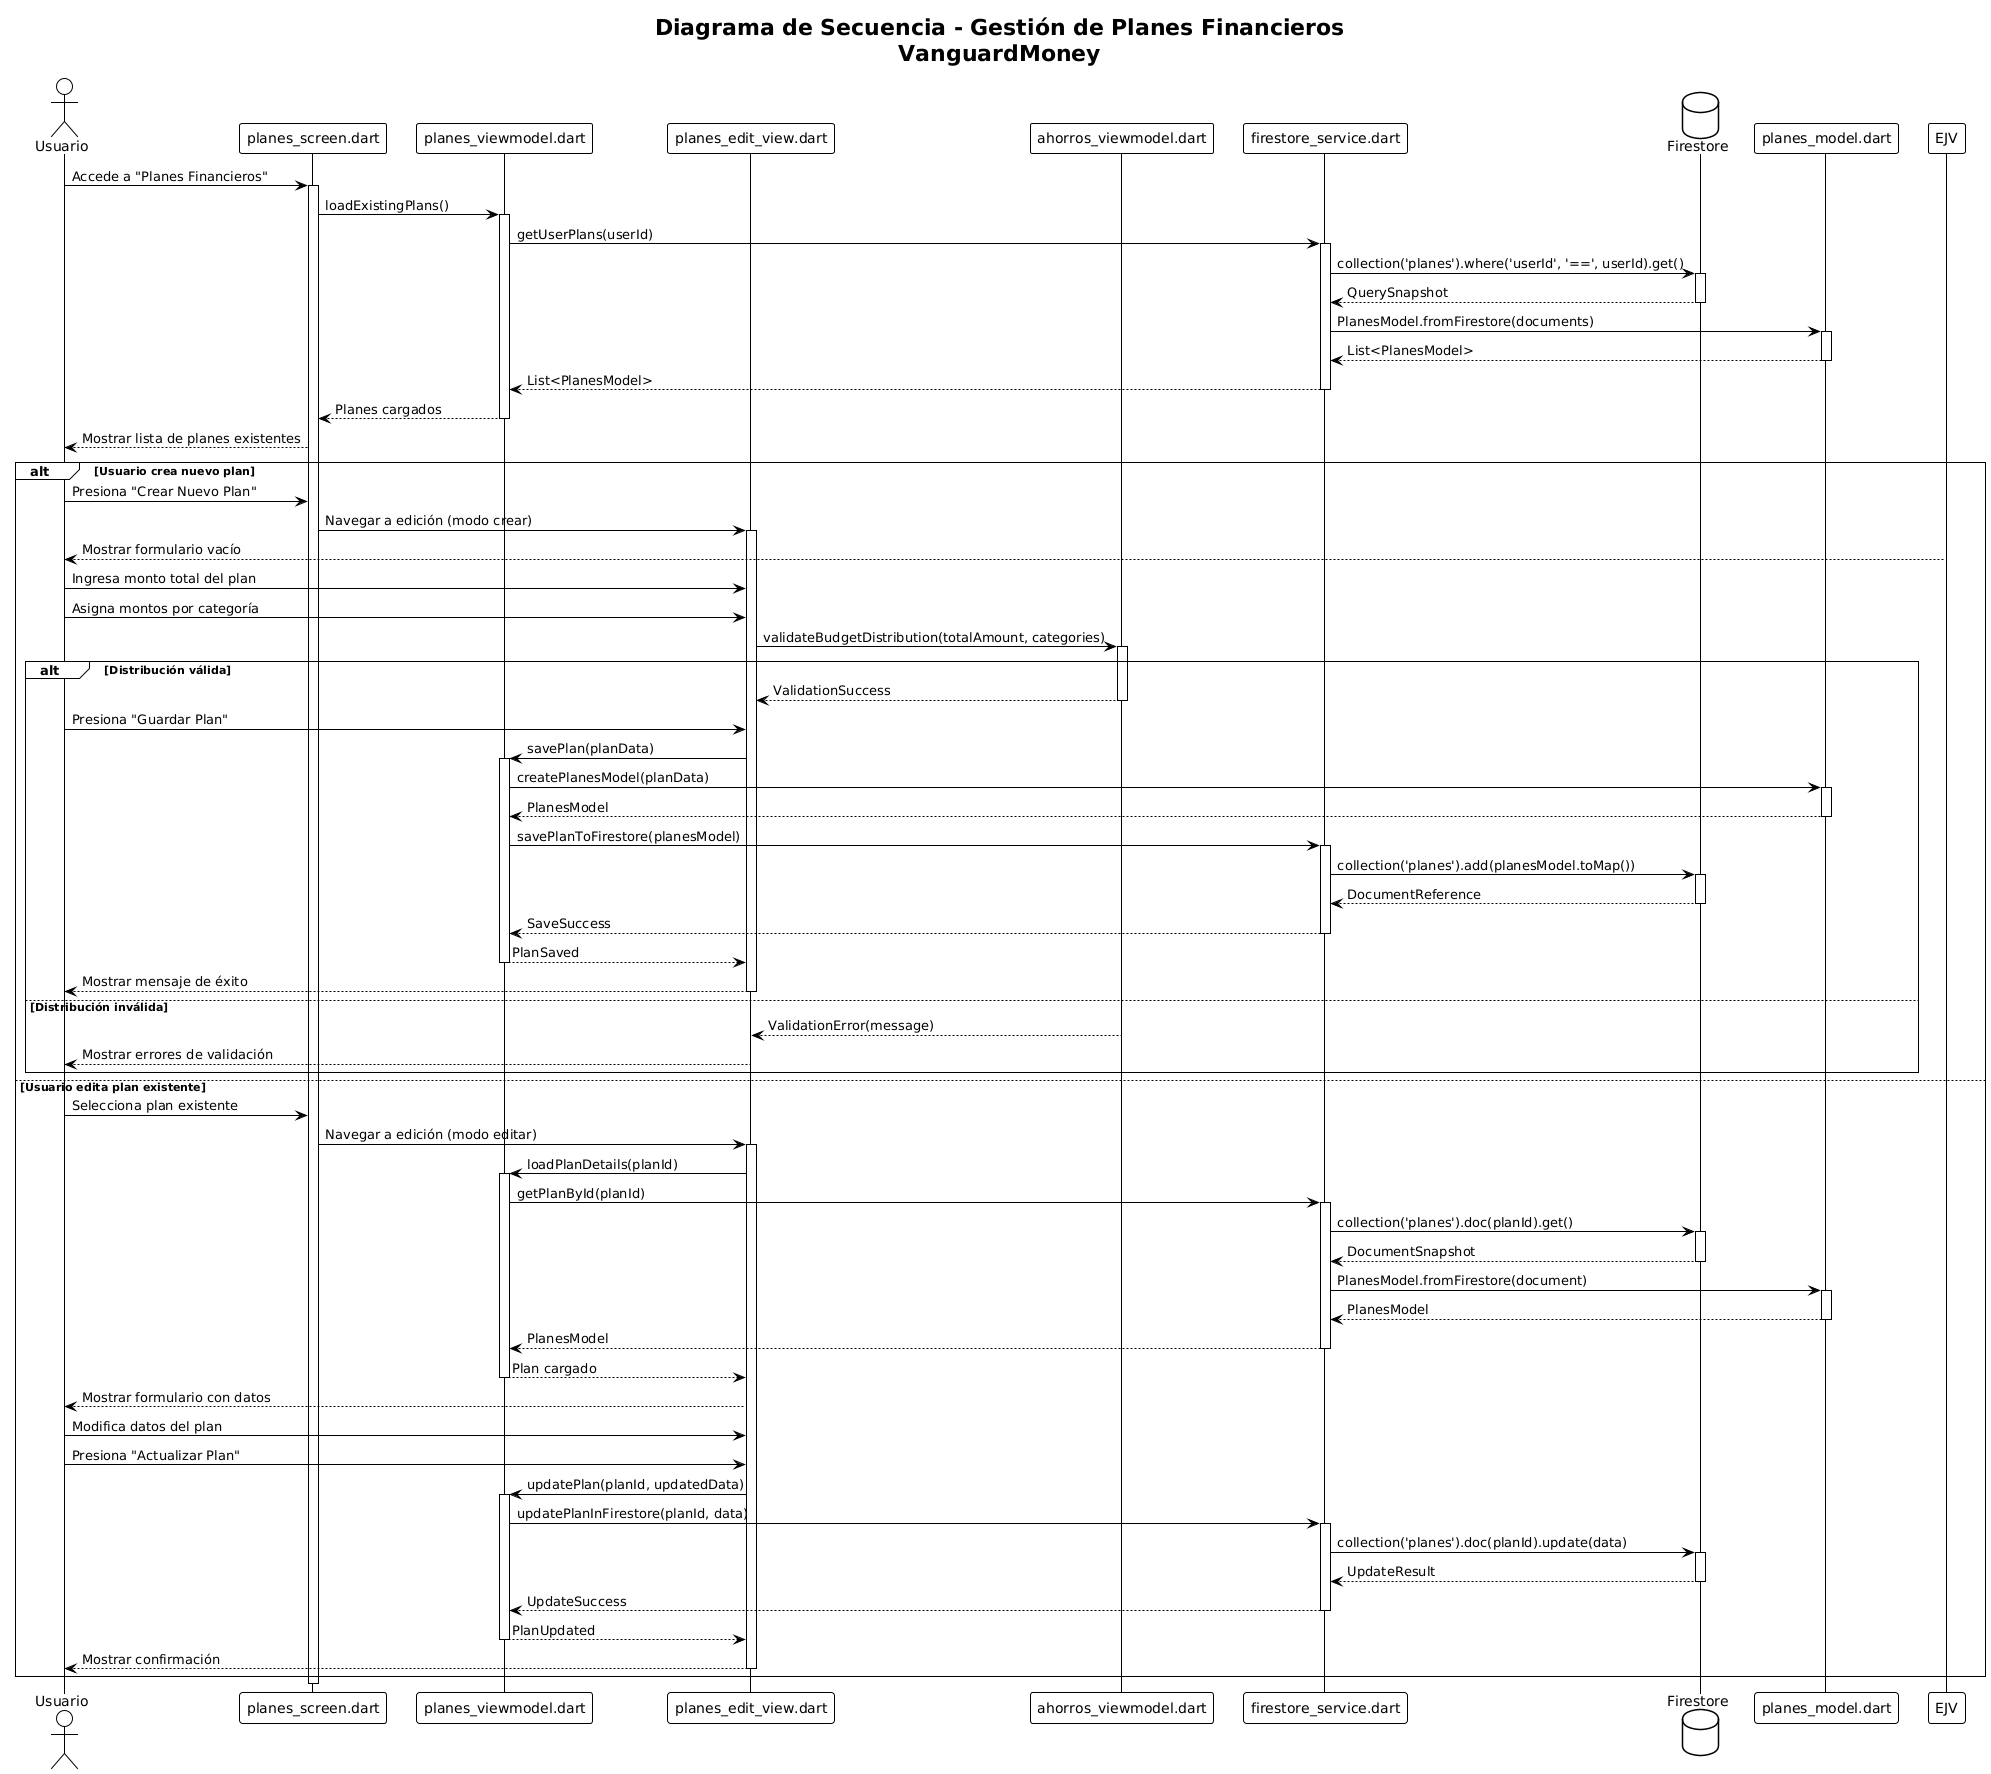 Diagrama de Secuencia - Gestión de Planes Financieros
VanguardMoney
Usuario
planes_screen.dart
planes_viewmodel.dart
planes_edit_view.dart
ahorros_viewmodel.dart
firestore_service.dart
Firestore
planes_model.dart
EJV
Accede a "Planes Financieros"
loadExistingPlans()
getUserPlans(userId)
collection('planes').where('userId', '==', userId).get()
QuerySnapshot
PlanesModel.fromFirestore(documents)
List<PlanesModel>
List<PlanesModel>
Planes cargados
Mostrar lista de planes existentes
alt [Usuario crea nuevo plan]
Presiona "Crear Nuevo Plan"
Navegar a edición (modo crear)
Mostrar formulario vacío
Ingresa monto total del plan
Asigna montos por categoría
validateBudgetDistribution(totalAmount, categories)
alt [Distribución válida]
ValidationSuccess
Presiona "Guardar Plan"
savePlan(planData)
createPlanesModel(planData)
PlanesModel
savePlanToFirestore(planesModel)
collection('planes').add(planesModel.toMap())
DocumentReference
SaveSuccess
PlanSaved
Mostrar mensaje de éxito
[Distribución inválida]
ValidationError(message)
Mostrar errores de validación
[Usuario edita plan existente]
Selecciona plan existente
Navegar a edición (modo editar)
loadPlanDetails(planId)
getPlanById(planId)
collection('planes').doc(planId).get()
DocumentSnapshot
PlanesModel.fromFirestore(document)
PlanesModel
PlanesModel
Plan cargado
Mostrar formulario con datos
Modifica datos del plan
Presiona "Actualizar Plan"
updatePlan(planId, updatedData)
updatePlanInFirestore(planId, data)
collection('planes').doc(planId).update(data)
UpdateResult
UpdateSuccess
PlanUpdated
Mostrar confirmación
Usuario
planes_screen.dart
planes_viewmodel.dart
planes_edit_view.dart
ahorros_viewmodel.dart
firestore_service.dart
Firestore
planes_model.dart
EJV